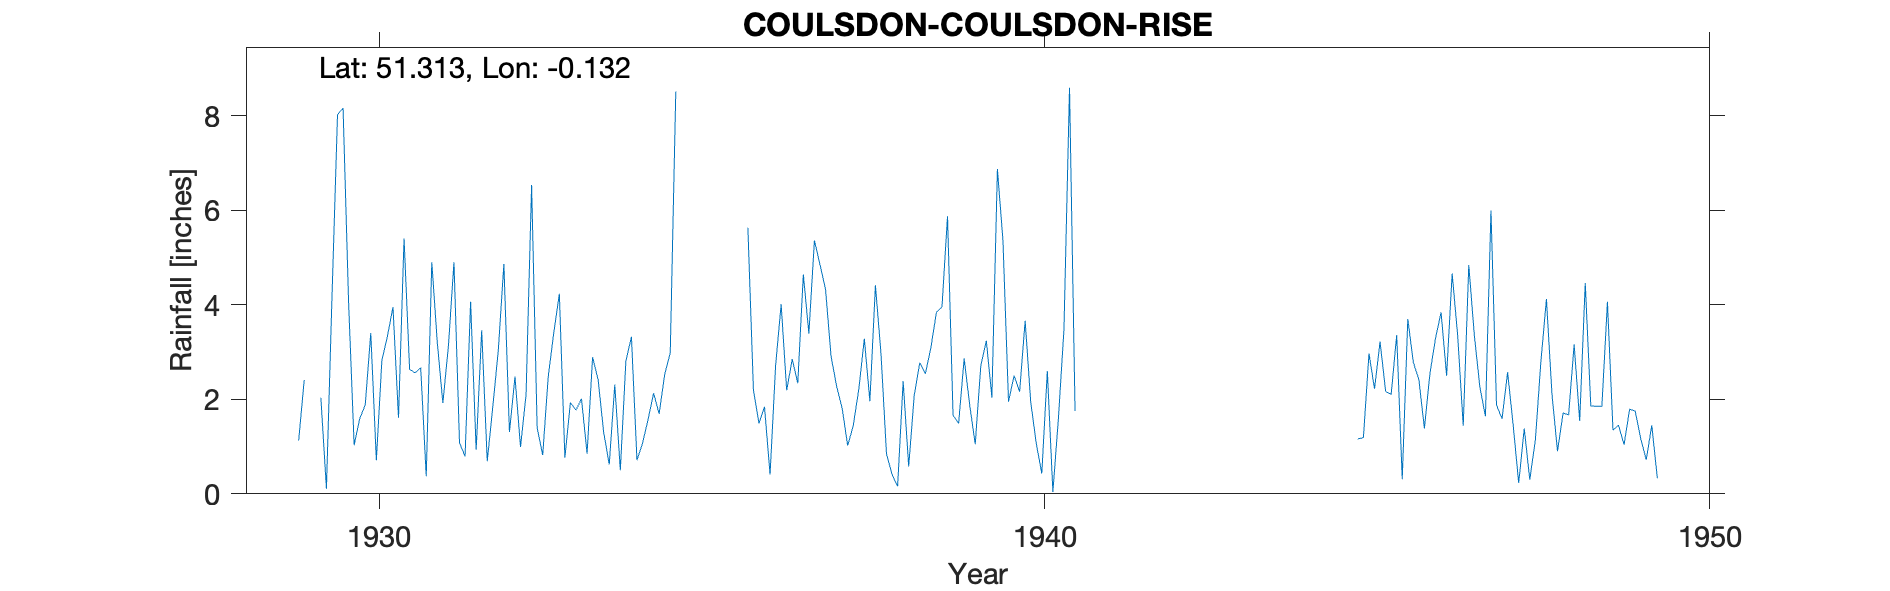 COULSDON-COULSDON-RISE
Lat: 51.313, Lon: -0.132
Rainfall [inches]
8
6
4
2
0
1930 1940 1950
Year